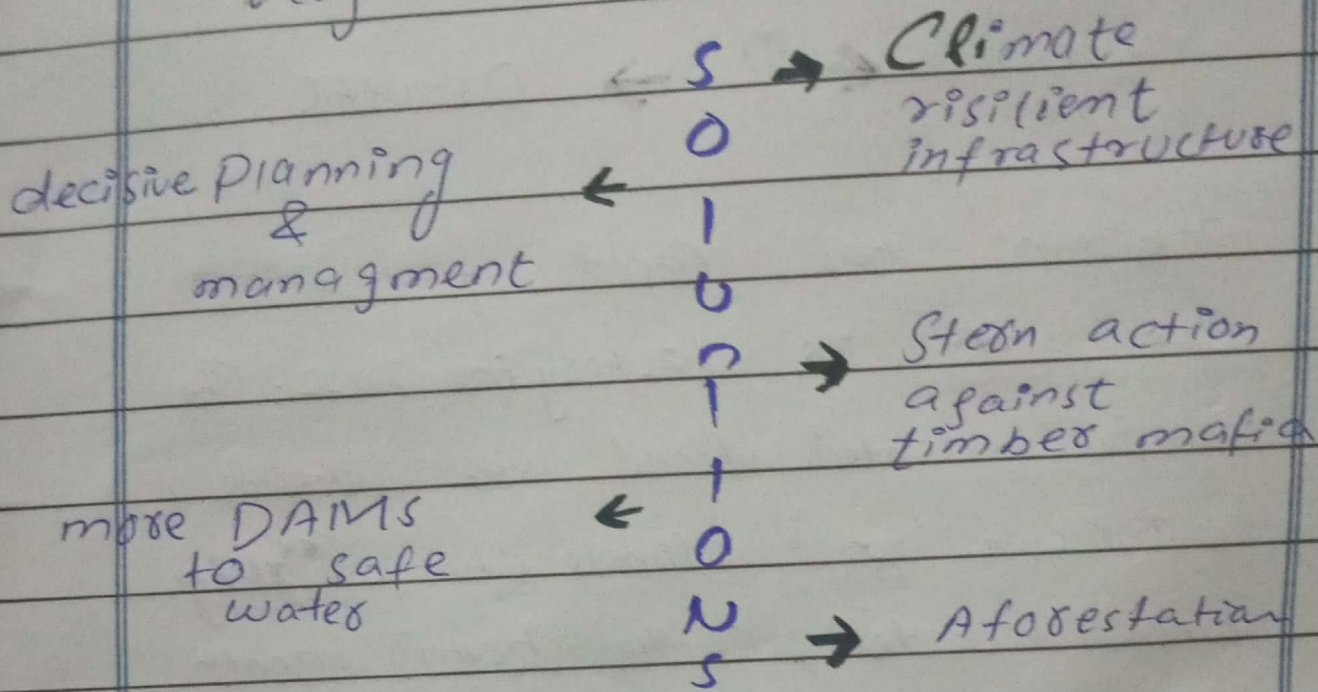 S
O
l
U
n
T
I
O
N
S
→ Climate
risilient
infrastructure
decisive planning ←
&
managment
→ Stern action
against
timber mafia
more DAMS ←
to safe
water
→ Aforestation